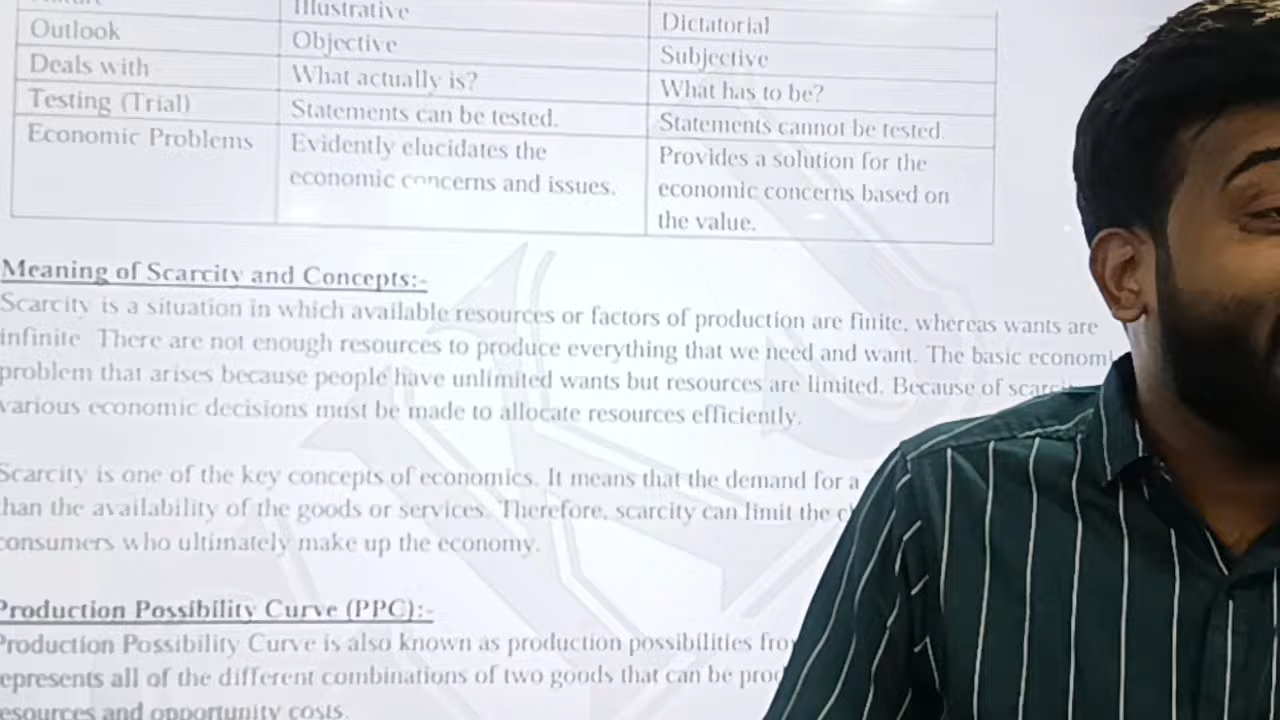 Illustrative
Dictatorial
Outlook
Objective
Subjective
Deals with
What actually is?
What has to be?
Testing (Trial)
Statements can be tested.
Statements cannot be tested.
Economic Problems
Evidently elucidates the
economic concerns and issues.
Provides a solution for the
economic concerns based on
the value.
Meaning of Scarcity and Concepts:-
Scarcity is a situation in which available resources or factors of production are finite, whereas wants are
infinite There are not enough resources to produce everything that we need and want. The basic
problem that arises because people have unlimited wants but resources are limited. Because of
various economic decisions must be made to allocate resources efficiently.
Scarcity is one of the key concepts of economics. It means that the demand for a
than the availability of the goods or services. Therefore, scarcity can limit the
consumers who ultimately make up the economy.
Production Possibility Curve (PPC):-
Production Possibility Curve is also known as production possibilities
represents all of the different combinations of two goods that can be
resources and opportunity costs.